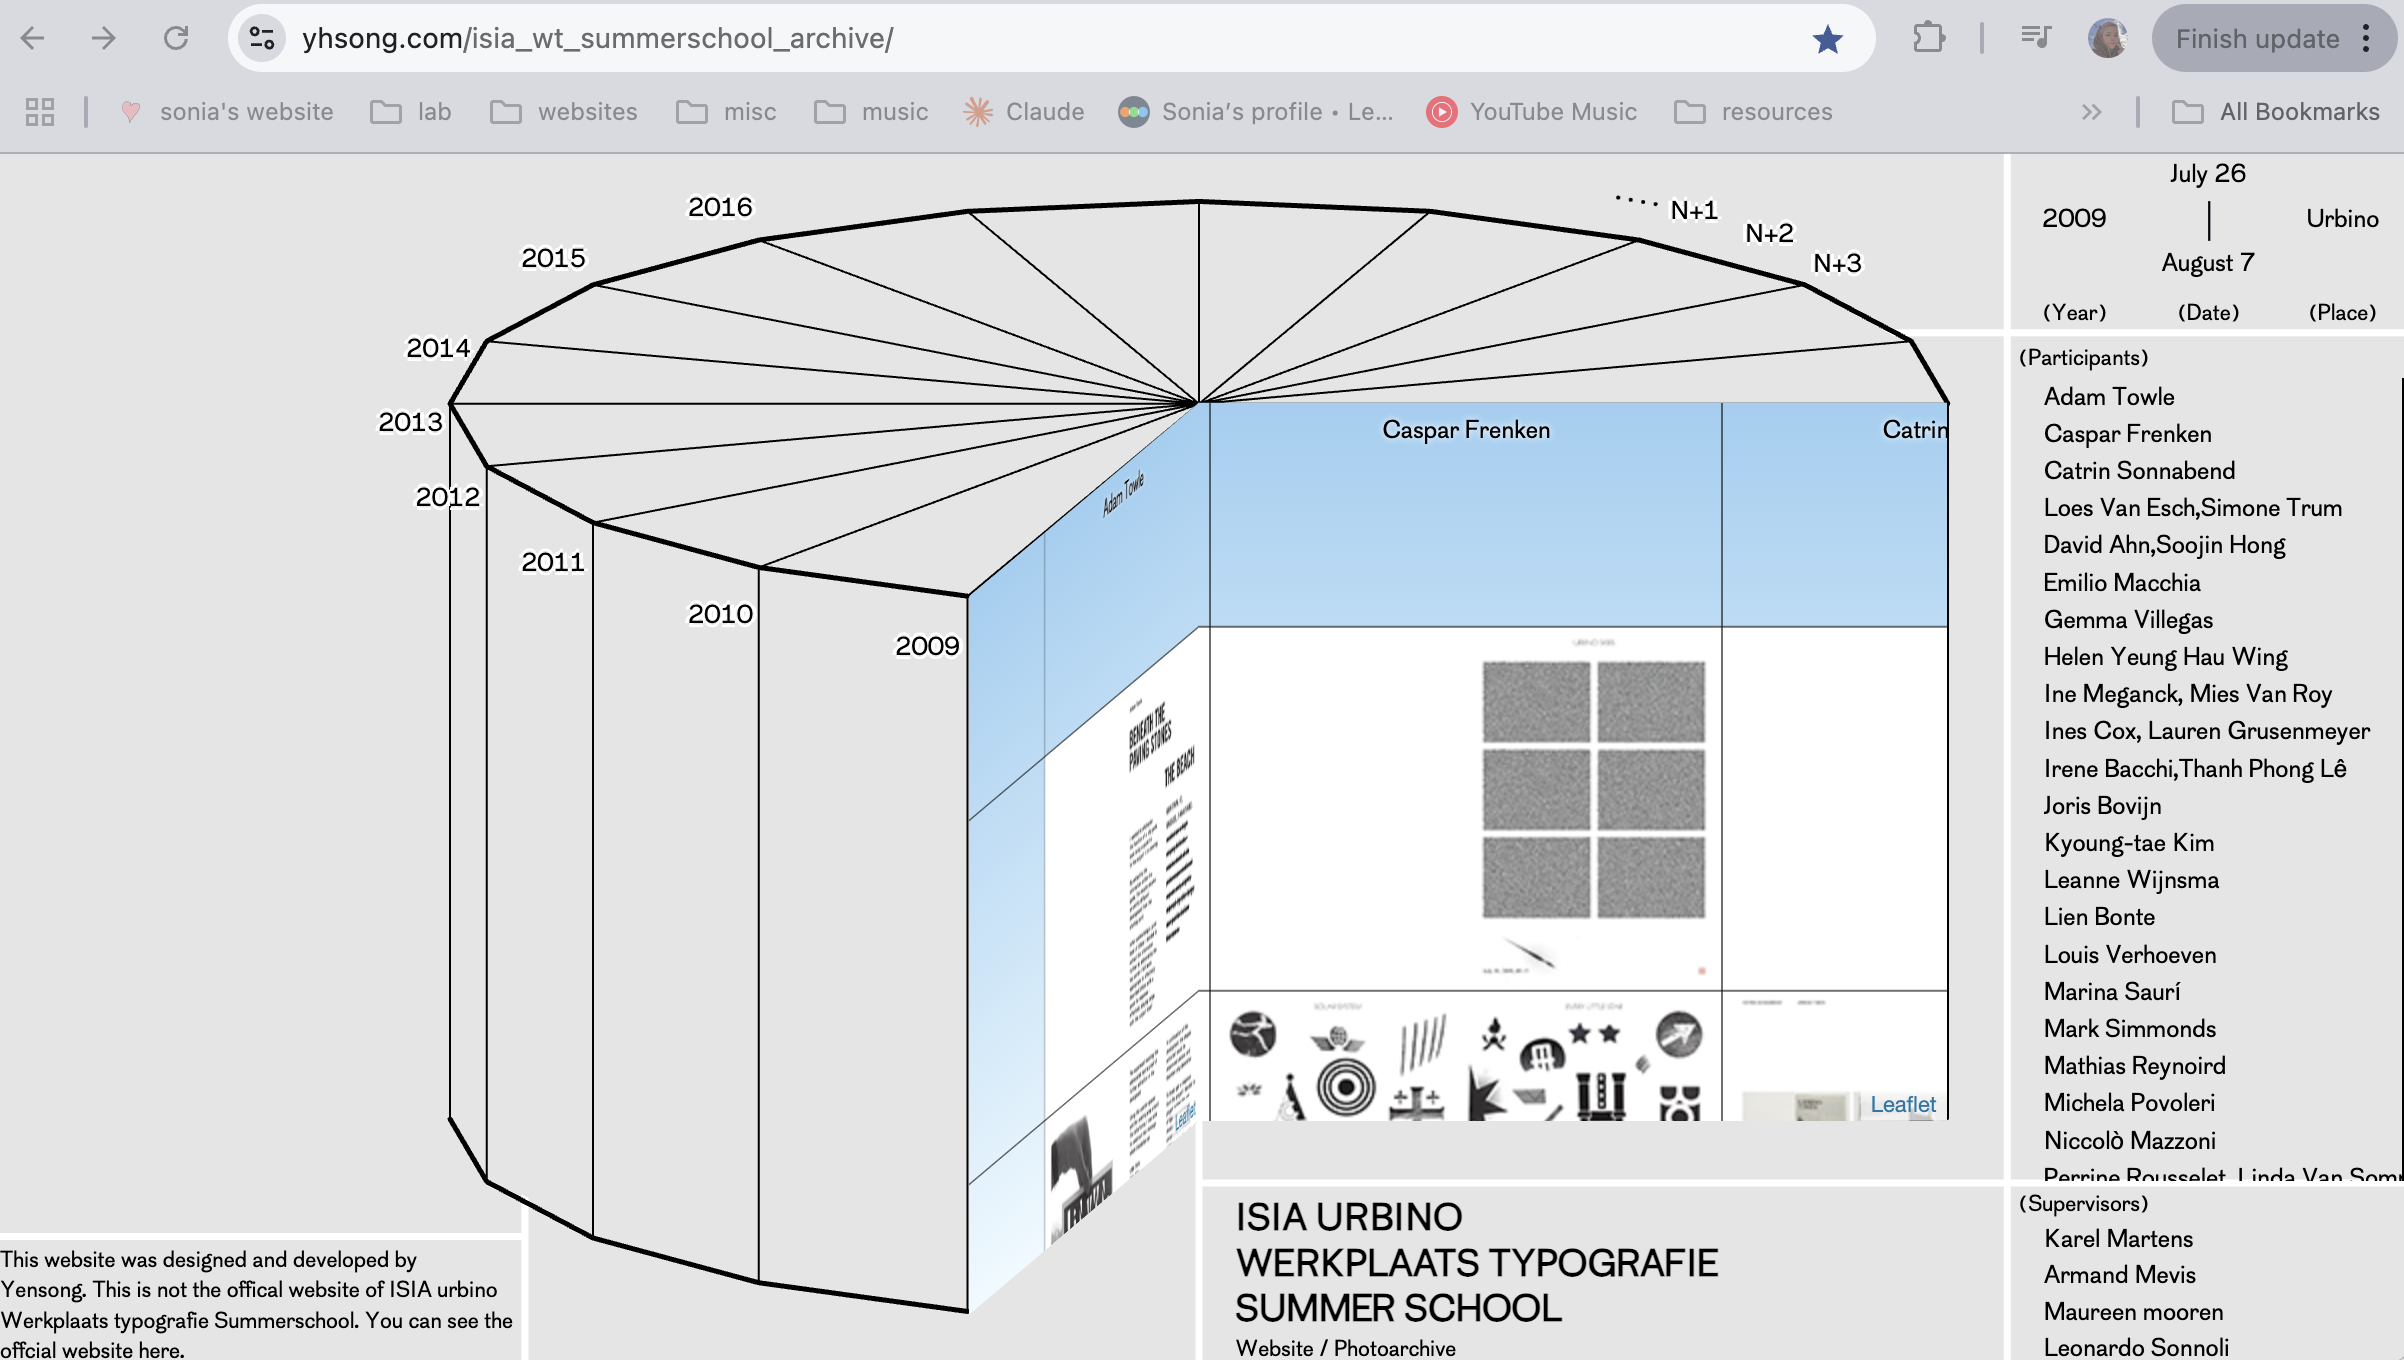 yhsong.com/isia_wt_summerschool_archive/
Finish update
sonia's website
lab
websites
misc
music
Claude
Sonia's profile • Le...
YouTube Music
resources
All Bookmarks
2016
2015
2014
2013
2012
2011
2010
2009
N+1
N+2
N+3
Adam Towle
Caspar Frenken
Catrin
BENEATH THE
PAVING STONES
THE BEACH
Leaflet
Leaflet
July 26
2009
Urbino
August 7
(Year)
(Date)
(Place)
(Participants)
Adam Towle
Caspar Frenken
Catrin Sonnabend
Loes Van Esch,Simone Trum
David Ahn,Soojin Hong
Emilio Macchia
Gemma Villegas
Helen Yeung Hau Wing
Ine Meganck, Mies Van Roy
Ines Cox, Lauren Grusenmeyer
Irene Bacchi,Thanh Phong Lê
Joris Bovijn
Kyoung-tae Kim
Leanne Wijnsma
Lien Bonte
Louis Verhoeven
Marina Saurí
Mark Simmonds
Mathias Reynoird
Michela Povoleri
Niccolò Mazzoni
Perrine Rousselet, Linda Van Som
(Supervisors)
Karel Martens
Armand Mevis
Maureen mooren
Leonardo Sonnoli
ISIA URBINO
WERKPLAATS TYPOGRAFIE
SUMMER SCHOOL
Website / Photoarchive
This website was designed and developed by
Yensong. This is not the offical website of ISIA urbino
Werkplaats typografie Summerschool. You can see the
offcial website here.